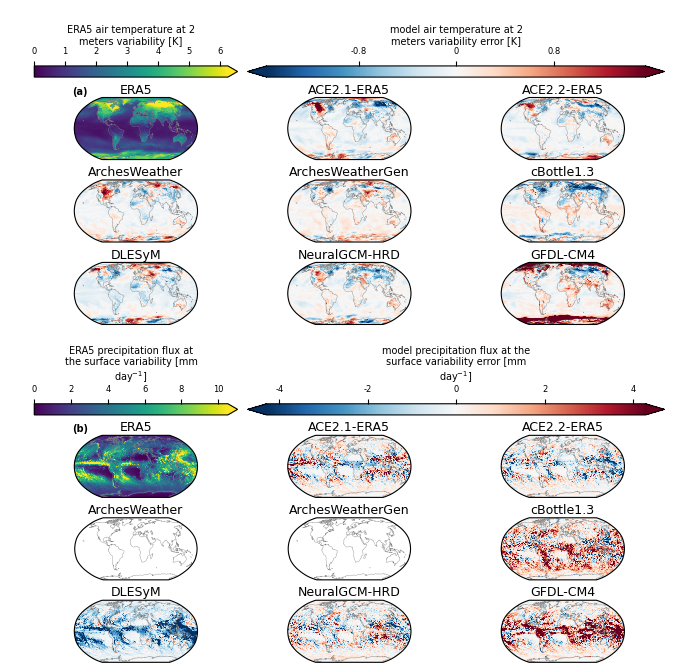 ERA5 air temperature at 2
meters variability [K]
model air temperature at 2
meters variability error [K]
0 1 2 3 4 5 6
-0.8 0 0.8
(a) ERA5 ACE2.1-ERA5 ACE2.2-ERA5
ArchesWeather ArchesWeatherGen cBottle1.3
DLESyM NeuralGCM-HRD GFDL-CM4
ERA5 precipitation flux at
the surface variability [mm
day⁻¹]
model precipitation flux at the
surface variability error [mm
day⁻¹]
0 2 4 6 8 10
-4 -2 0 2 4
(b) ERA5 ACE2.1-ERA5 ACE2.2-ERA5
ArchesWeather ArchesWeatherGen cBottle1.3
DLESyM NeuralGCM-HRD GFDL-CM4